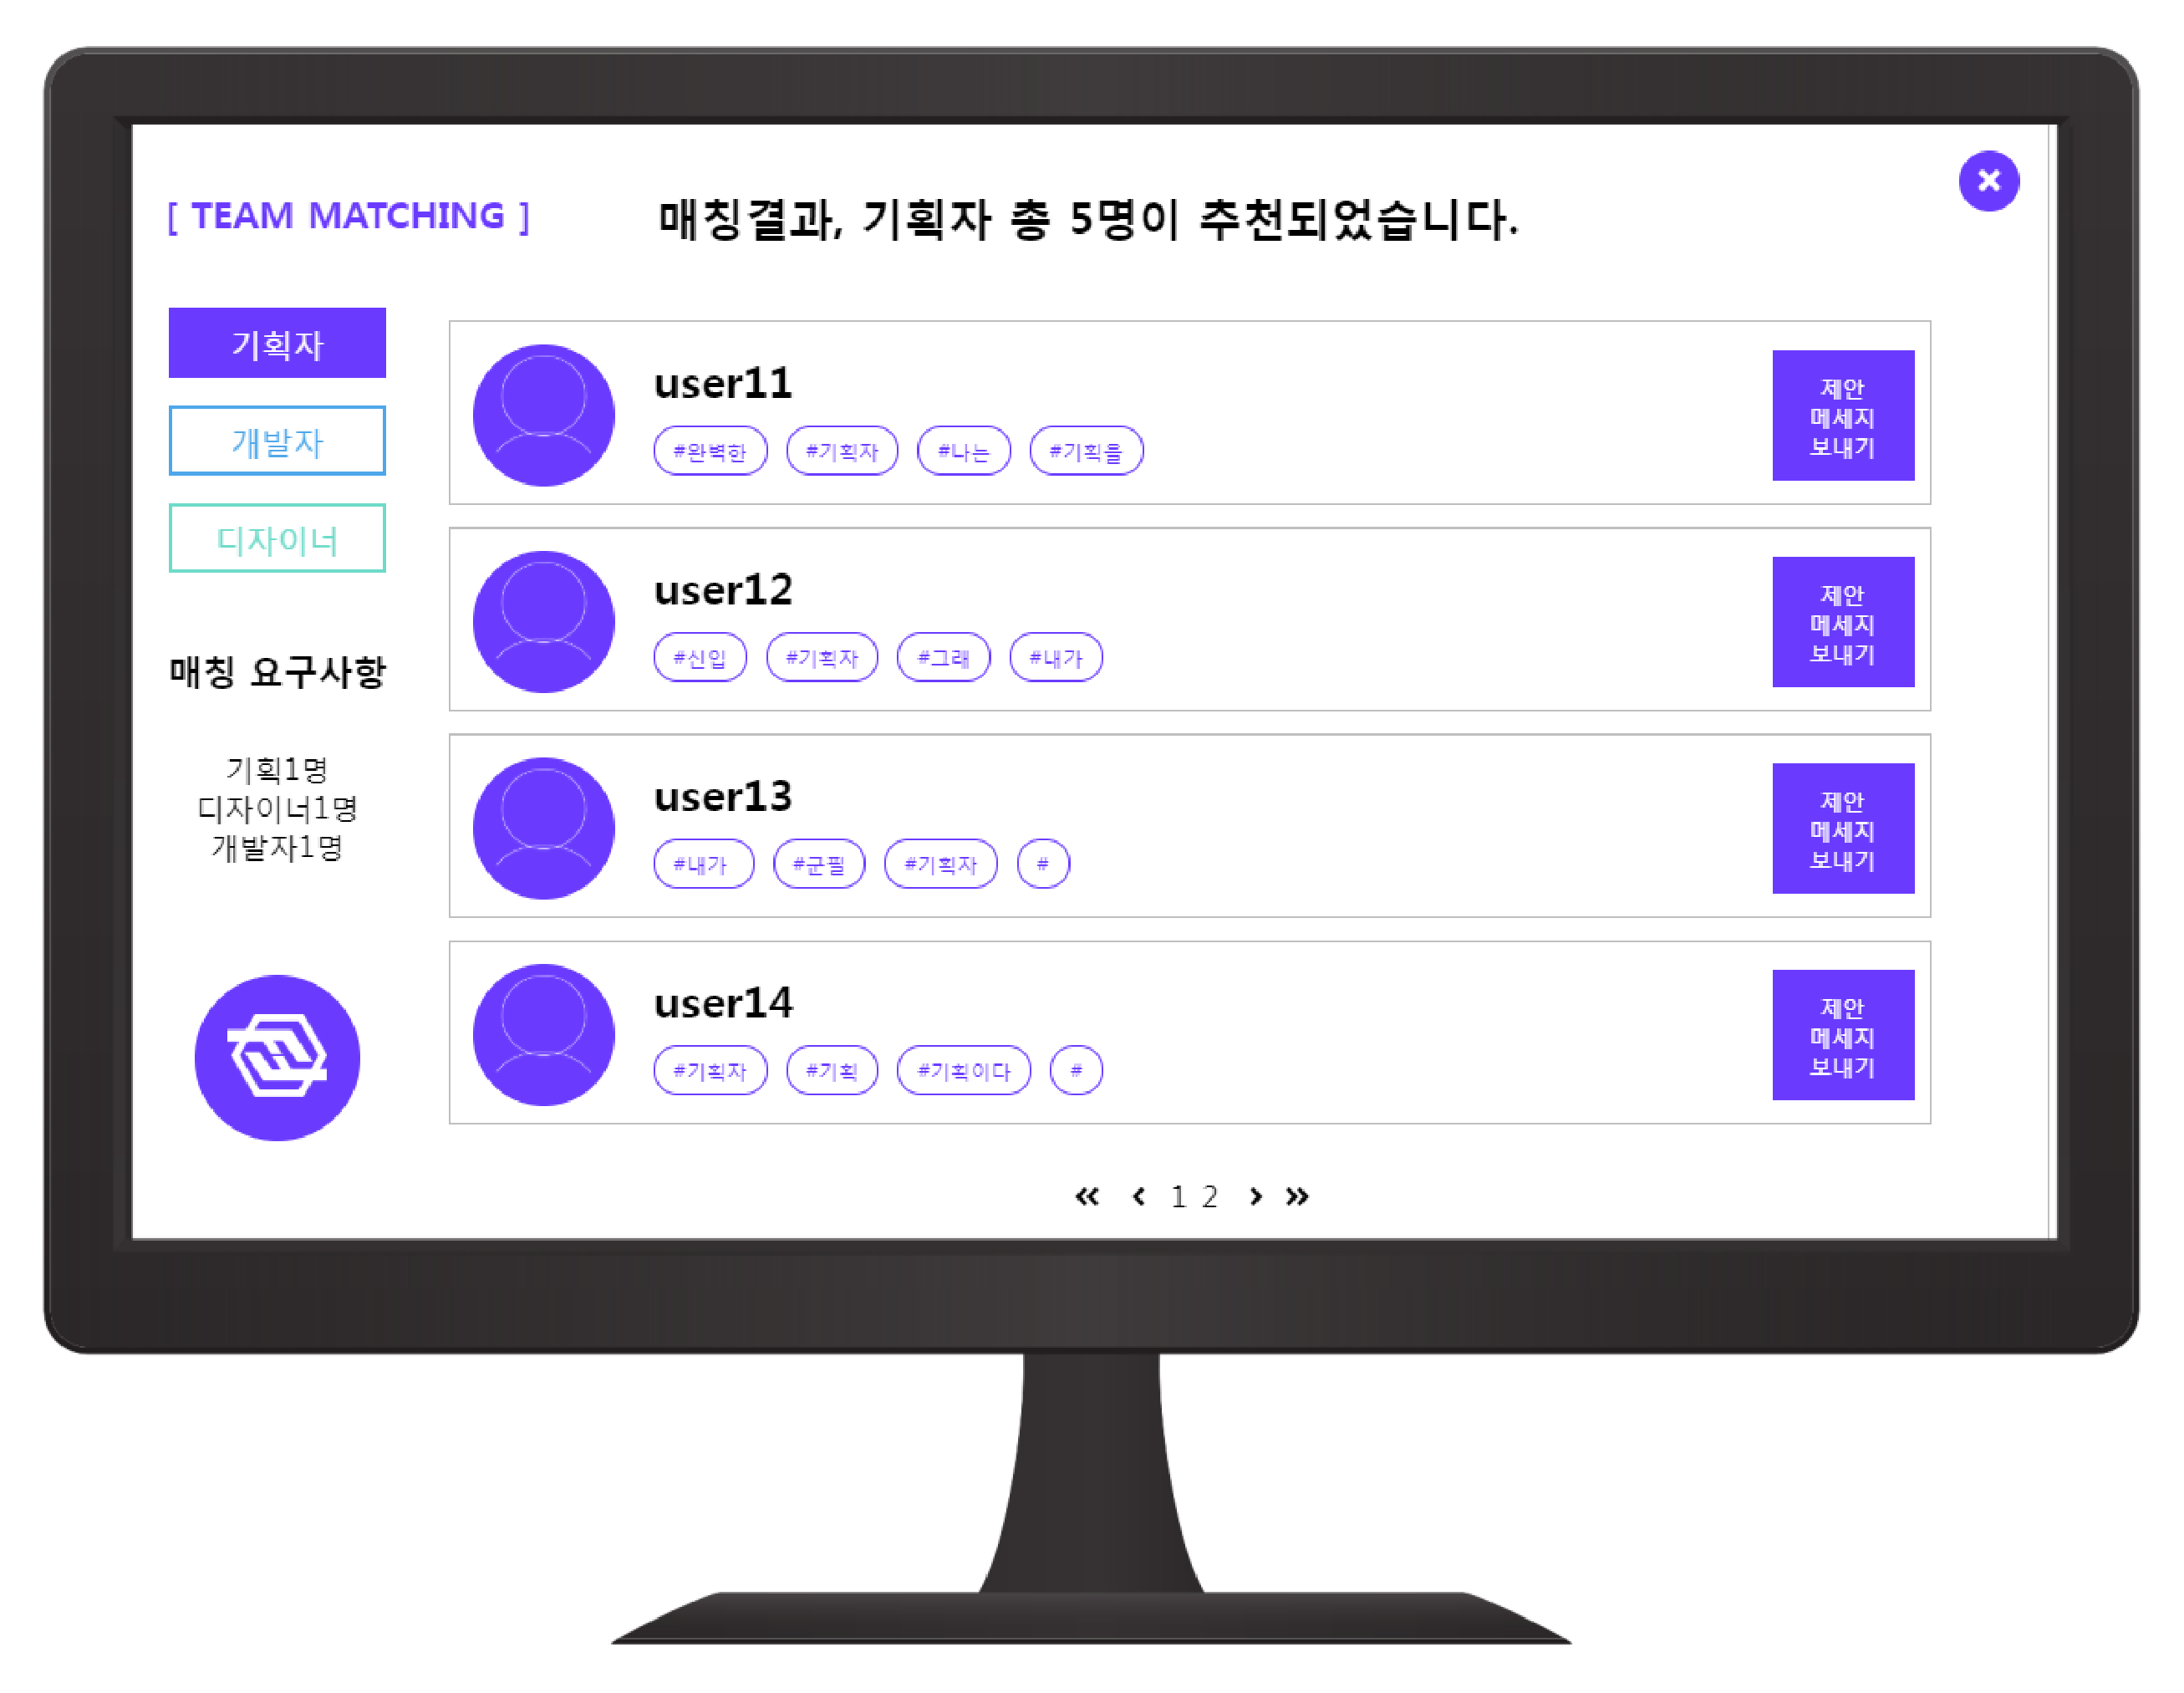 [ TEAM MATCHING ]
매칭결과, 기획자 총 5명이 추천되었습니다.
기획자
개발자
디자이너
매칭 요구사항
기획1명
디자이너1명
개발자1명
user11
#완벽한 #기획자 #나는 #기획을
제안
메세지
보내기
user12
#신입 #기획자 #그래 #내가
제안
메세지
보내기
user13
#내가 #군필 #기획자 #
제안
메세지
보내기
user14
#기획자 #기획 #기획이다 #
제안
메세지
보내기
« ‹ 1 2 › »